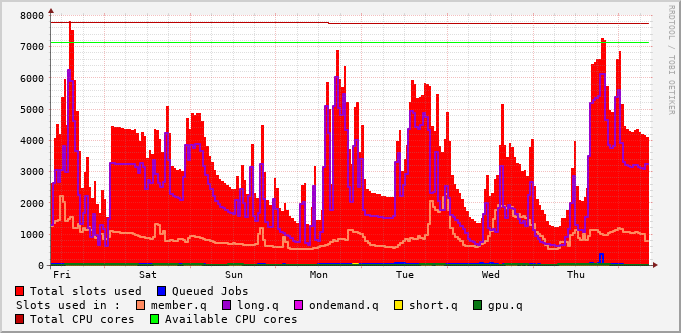 8000
7000
6000
5000
4000
3000
2000
1000
0
Fri Sat Sun Mon Tue Wed Thu
RRDTOOL / TOBI OETIKER
Total slots used Queued Jobs
Slots used in : member.q long.q ondemand.q short.q gpu.q
Total CPU cores Available CPU cores